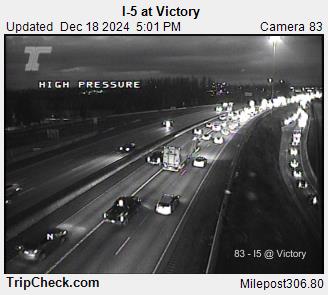 I-5 at Victory
Updated Dec 18 2024 5:01 PM Camera 83
T
HIGH PRESSURE
N
83 - I5 @ Victory
TripCheck.com Milepost306.80